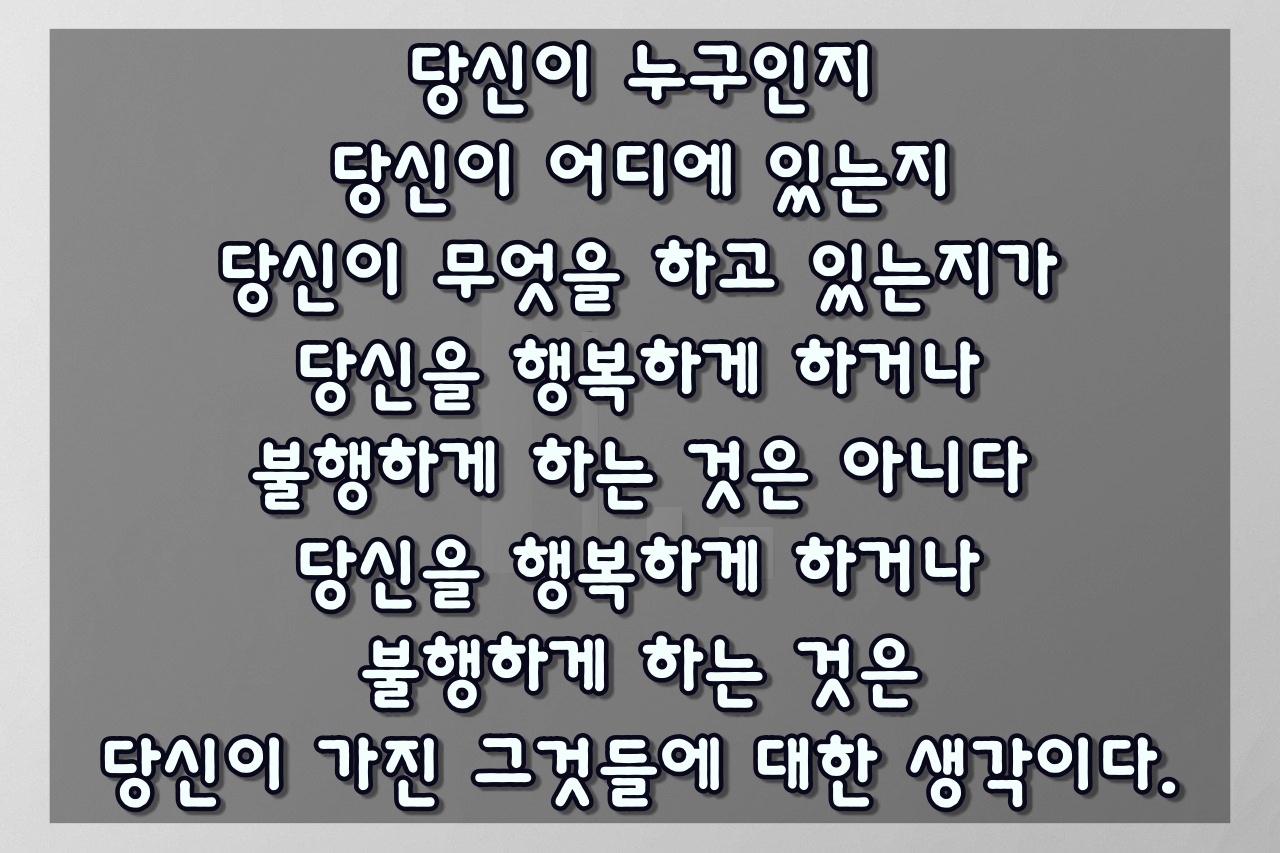 당신이 누구인지
당신이 어디에 있는지
당신이 무엇을 하고 있는지가
당신을 행복하게 하거나
불행하게 하는 것은 아니다
당신을 행복하게 하거나
불행하게 하는 것은
당신이 가진 그것들에 대한 생각이다.